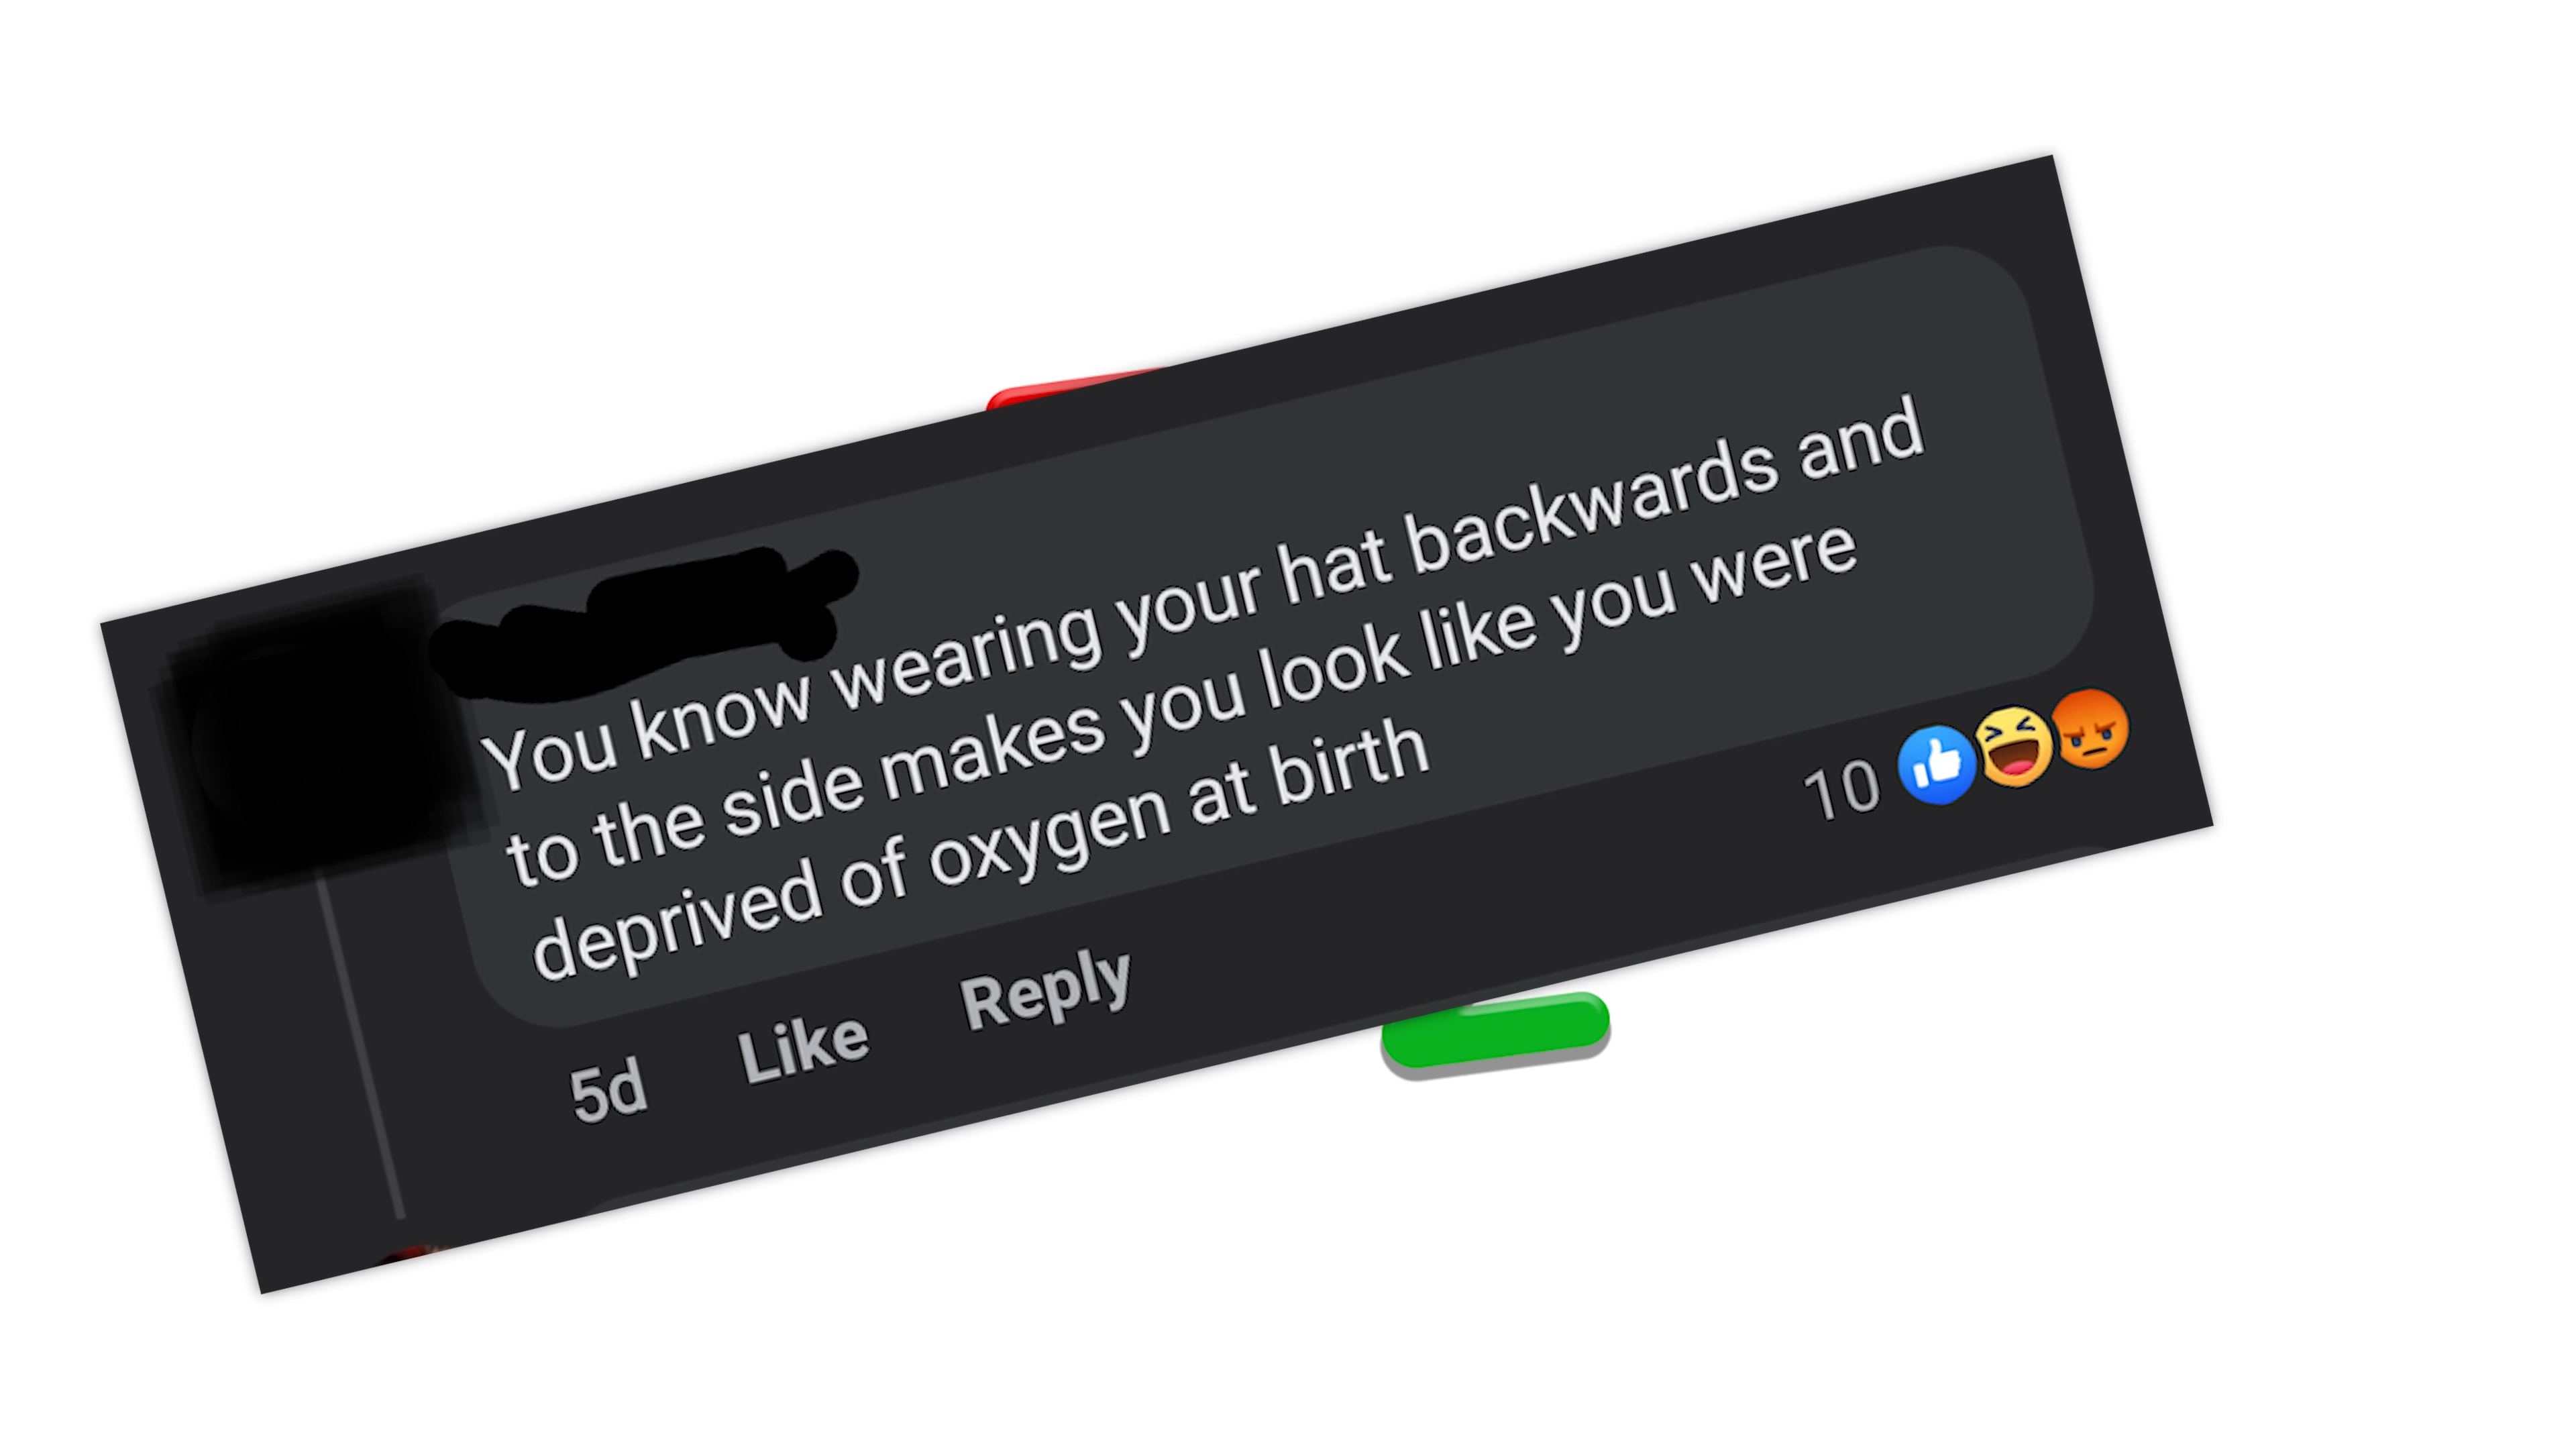 You know wearing your hat backwards and
to the side makes you look like you were
deprived of oxygen at birth
5d Like Reply 10